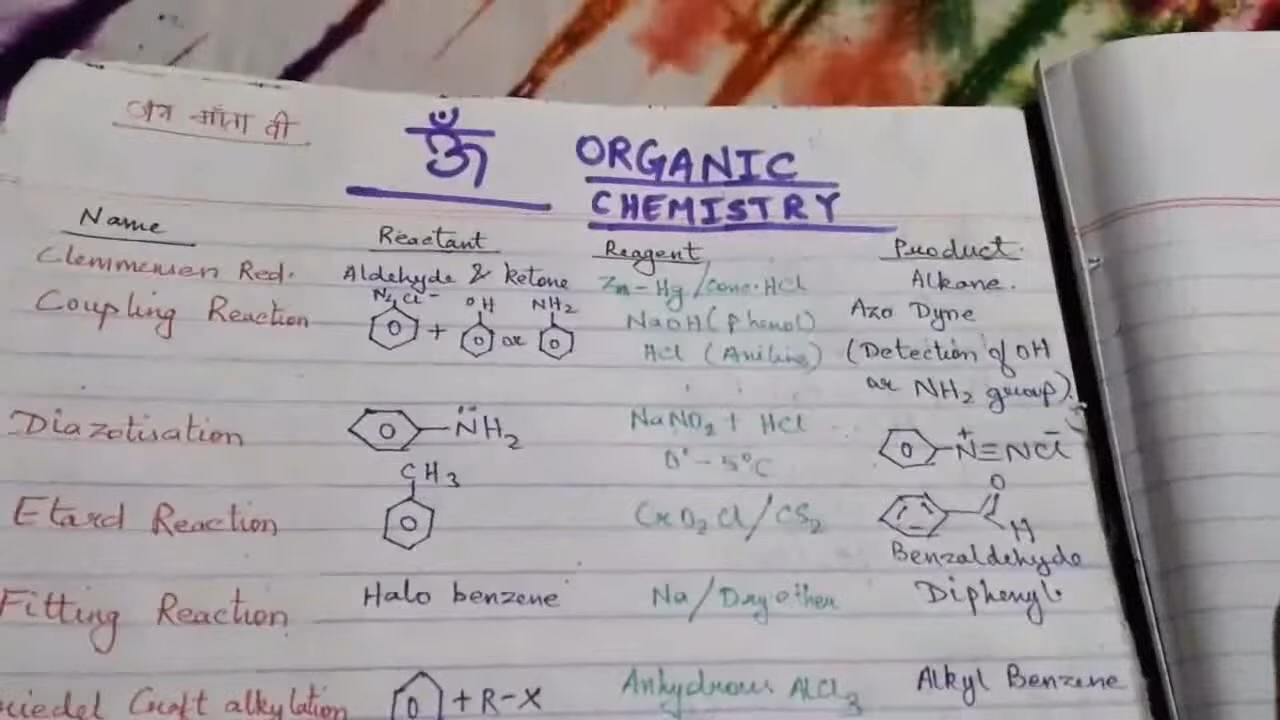 जय माँता दी
ॐ ORGANIC
CHEMISTRY
Name Reactant Reagent Product
Clemmensen Red. Aldehyde & ketone Zn-Hg/conc. HCl Alkane.
Coupling Reaction N₂Cl⁻ + OH or NH₂ NaOH (Phenol) Azo Dyne
HCl (Aniline) (Detection of OH
or NH₂ group).
Diazotisation N̈H₂ NaNO₂ + HCl N⁺≡NCl⁻
0° - 5°C
Etard Reaction CH₃ CrO₂Cl/CS₂ O H
Benzaldehyde
Fitting Reaction Halo benzene Na/Dry ether Diphenyl
riedel Craft alkylation + R-X Anhydrous AlCl₃ Alkyl Benzene